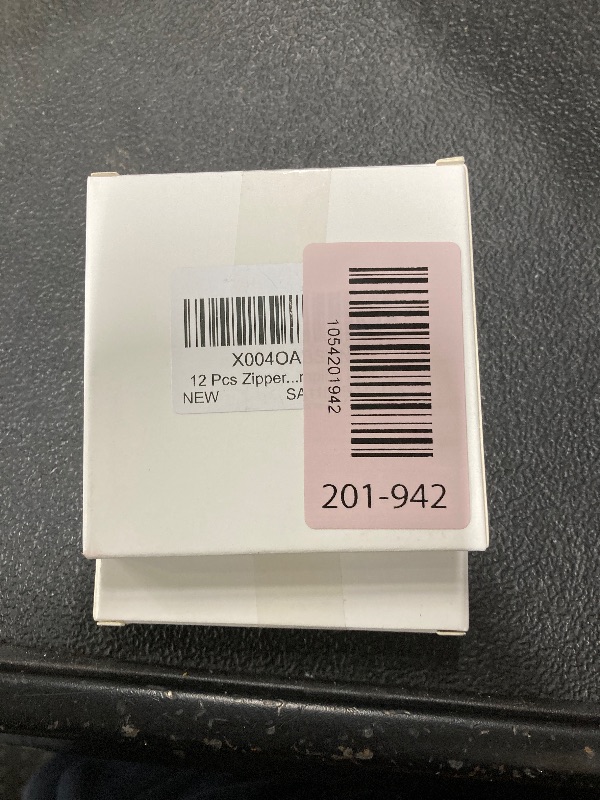 X004OA
12 Pcs Zipper...
NEW SA
1054201942
201-942